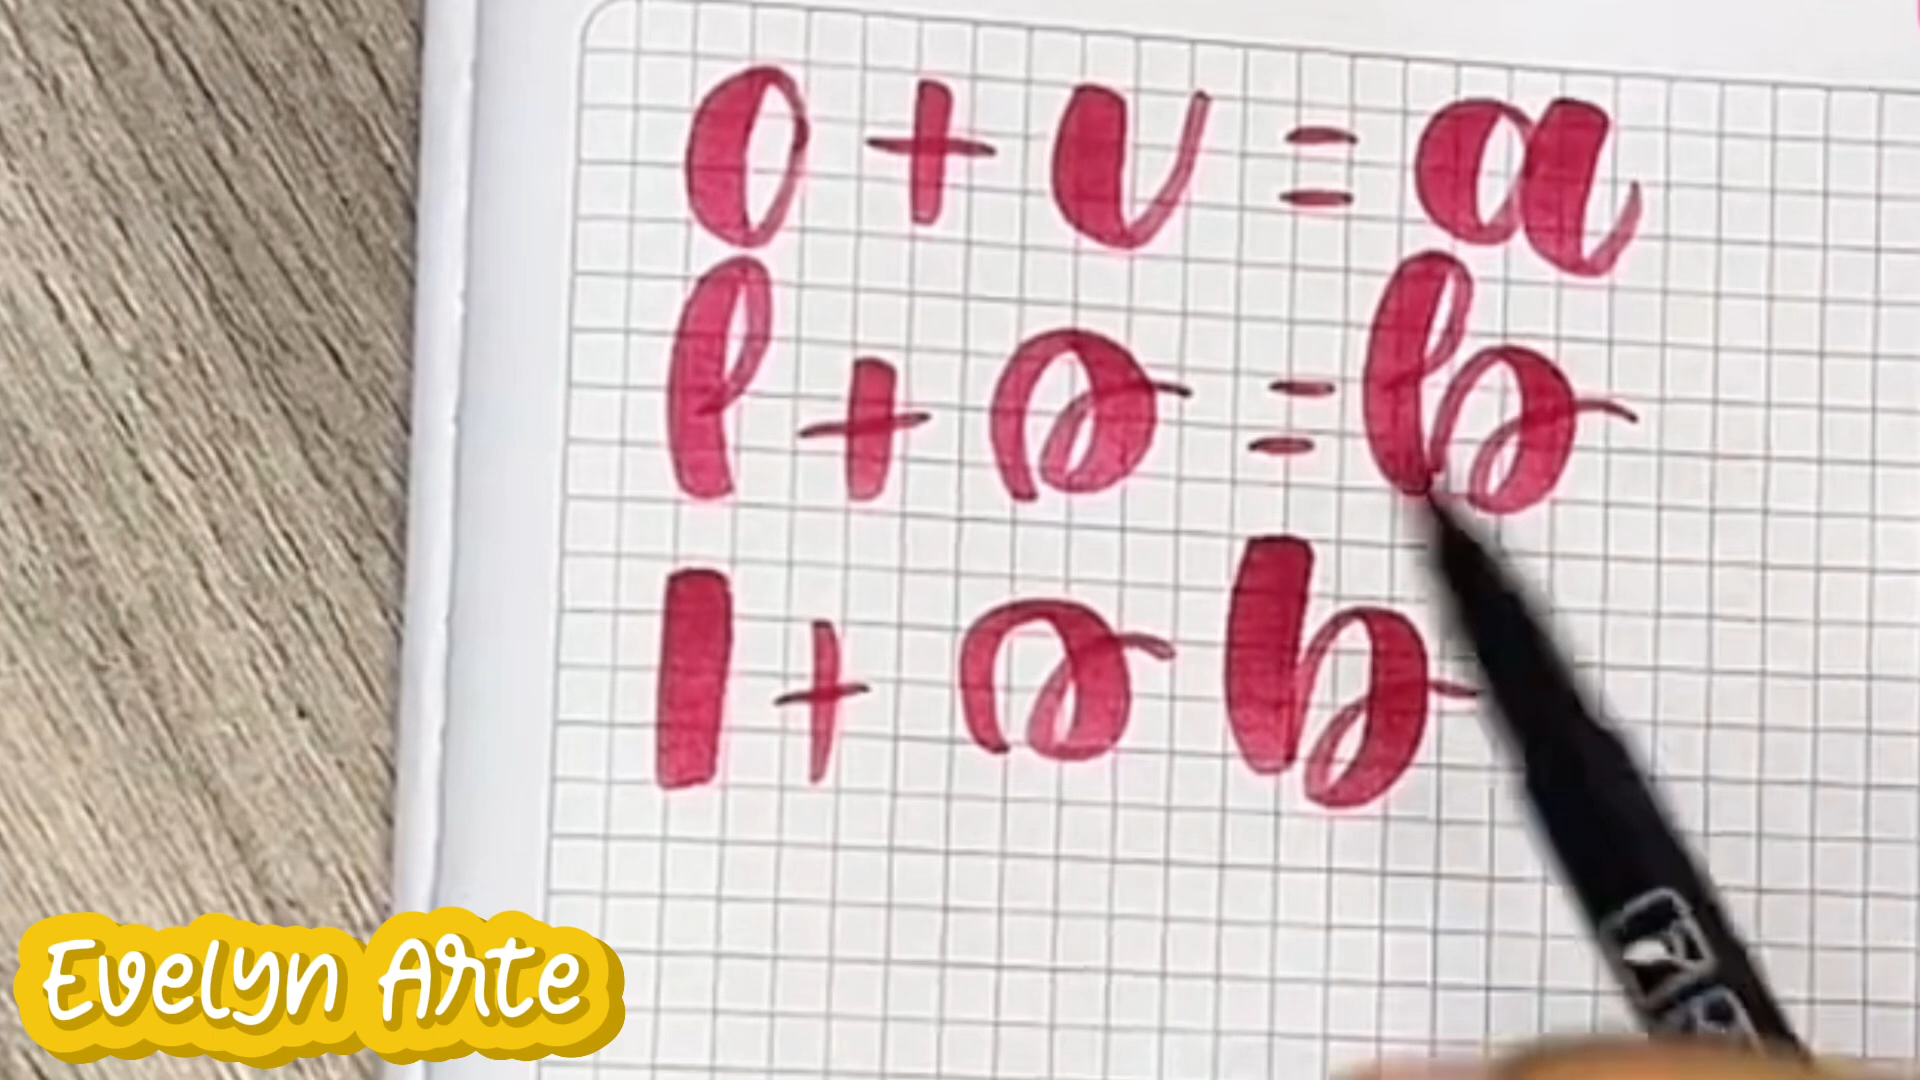 o + v = a
l + s = b
l + s b
Evelyn Arte